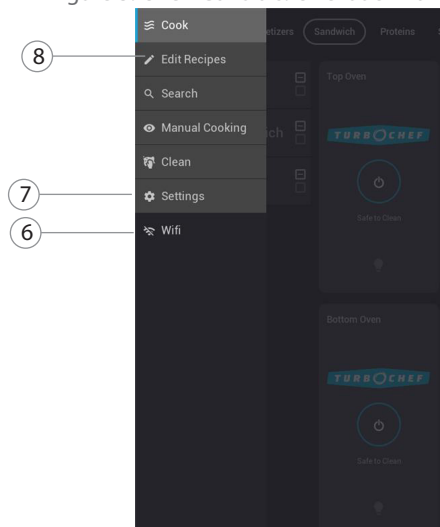 Cook
8
Edit Recipes
Search
Manual Cooking
Clean
7
Settings
6
Wifi
etizers
Sandwich
Proteins
ich
Top Oven
TURBOCHEF
Safe to Clean
Bottom Oven
TURBOCHEF
Safe to Clean